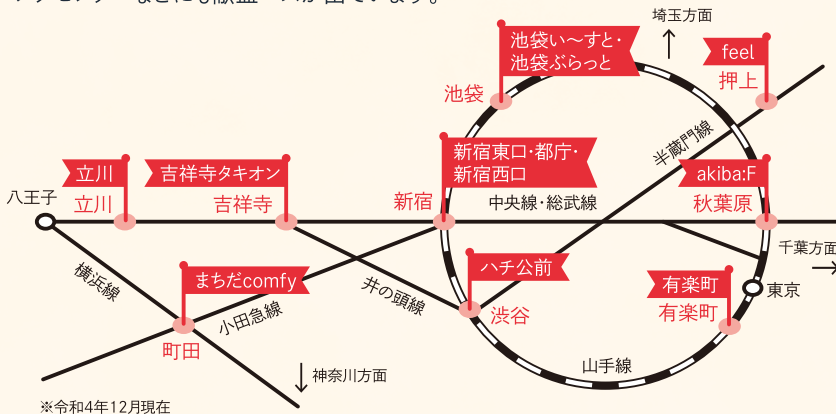 埼玉方面
池袋い〜すと・
池袋ぷらっと
feel
押上
池袋
半蔵門線
新宿東口・都庁・
新宿西口
立川
吉祥寺タキオン
akiba:F
八王子
立川
吉祥寺
新宿
中央線・総武線
秋葉原
千葉方面
ハチ公前
横浜線
まちだcomfy
井の頭線
有楽町
東京
小田急線
渋谷
有楽町
町田
山手線
神奈川方面
※令和4年12月現在